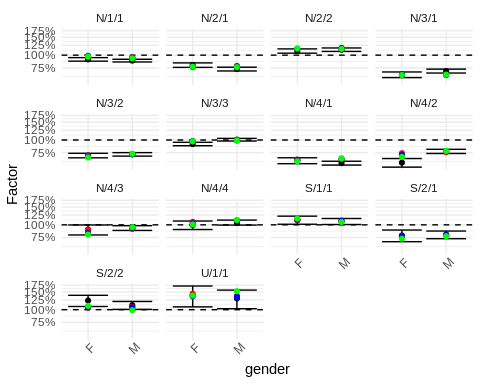 N/1/1 N/2/1 N/2/2 N/3/1
175%
150%
125%
100%
75%
N/3/2 N/3/3 N/4/1 N/4/2
175%
150%
125%
100%
75%
N/4/3 N/4/4 S/1/1 S/2/1
175%
150%
125%
100%
75%
F M F M
S/2/2 U/1/1
175%
150%
125%
100%
75%
F M F M
Factor
gender